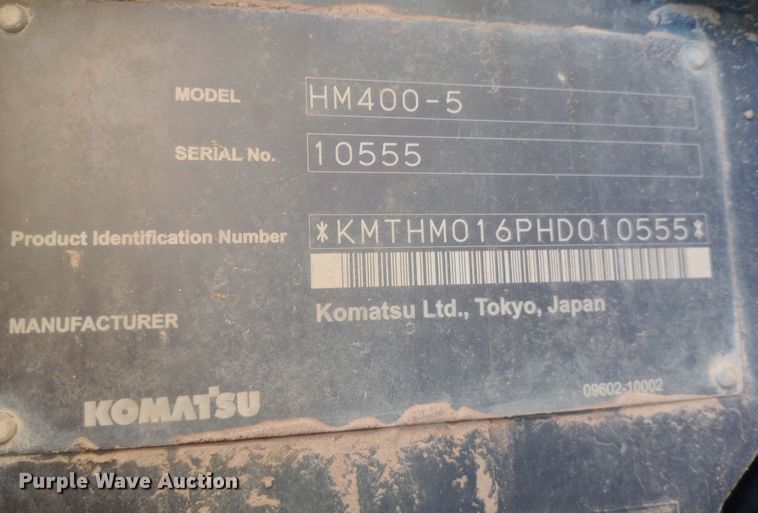 MODEL HM400-5
SERIAL No. 10555
Product Identification Number *KMTHM016PHD010555*
MANUFACTURER Komatsu Ltd., Tokyo, Japan
KOMATSU 09602-10002
Purple Wave Auction